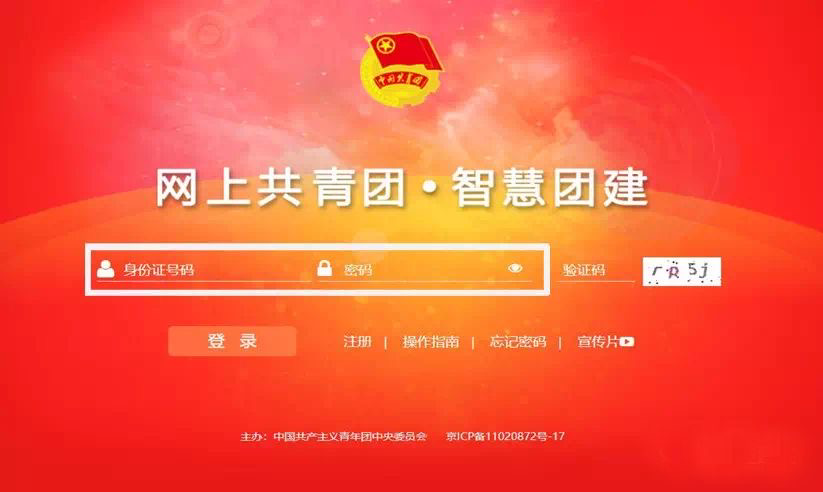 中国共青团
网上共青团·智慧团建
身份证号码 密码 验证码 rR5j
登 录 注册 | 操作指南 | 忘记密码 | 宣传片
主办：中国共产主义青年团中央委员会 京ICP备11020872号-17